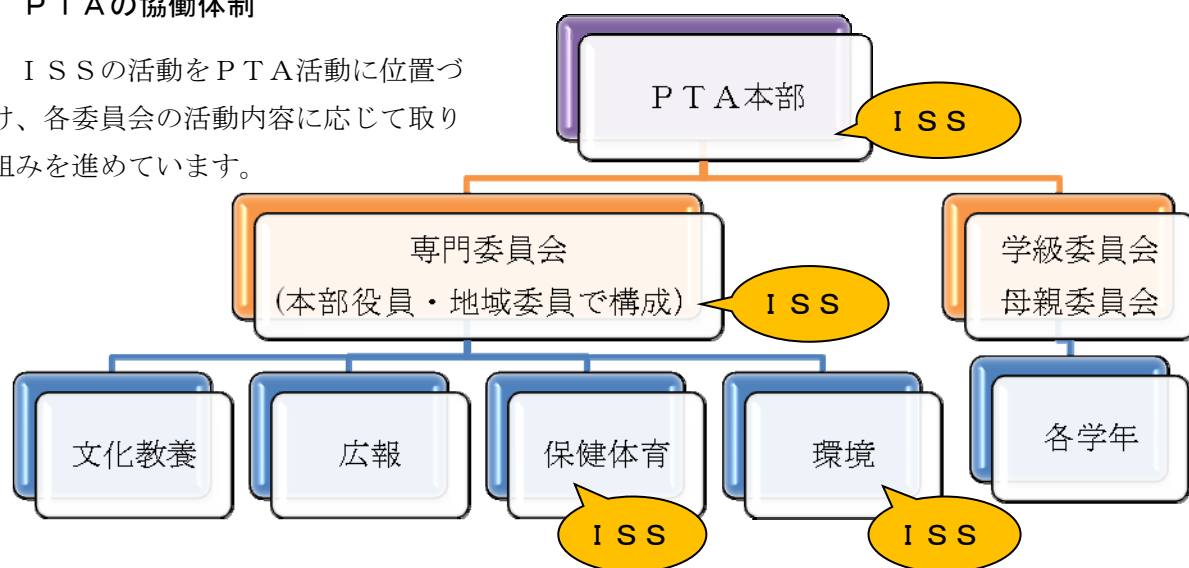 ＰＴＡの協働体制
ＩＳＳの活動をＰＴＡ活動に位置づ
け、各委員会の活動内容に応じて取り
組みを進めています。
ＰＴＡ本部
ＩＳＳ
専門委員会
(本部役員・地域委員で構成)
ＩＳＳ
学級委員会
母親委員会
文化教養
広報
保健体育
環境
各学年
ＩＳＳ
ＩＳＳ